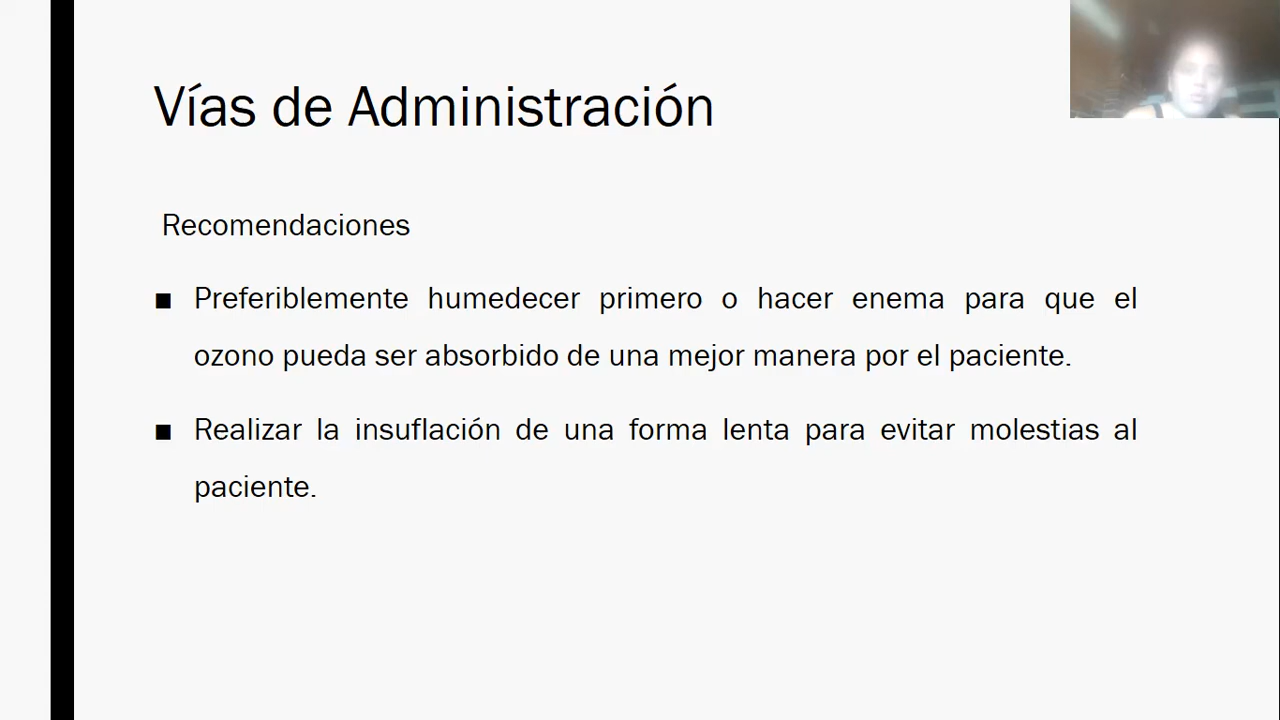 Vías de Administración
Recomendaciones
■ Preferiblemente humedecer primero o hacer enema para que el
ozono pueda ser absorbido de una mejor manera por el paciente.
■ Realizar la insuflación de una forma lenta para evitar molestias al
paciente.